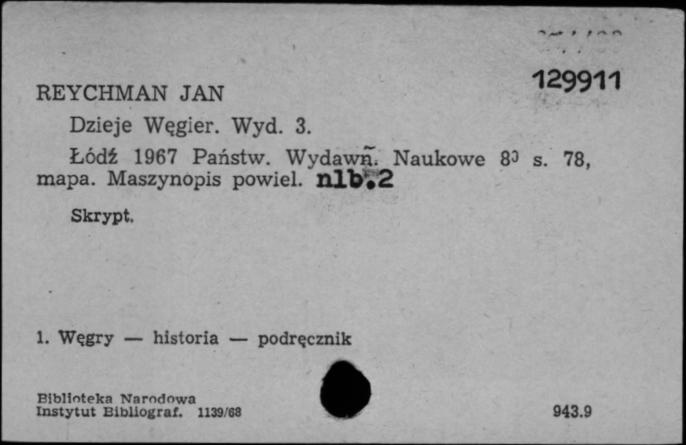 129911
REYCHMAN JAN
Dzieje Węgier. Wyd. 3.
Łódź 1967 Państw. Wydawn. Naukowe 8⁰ s. 78,
mapa. Maszynopis powiel. nlb.2
Skrypt.
1. Węgry — historia — podręcznik
Biblioteka Narodowa
Instytut Bibliograf. 1139/68
943.9